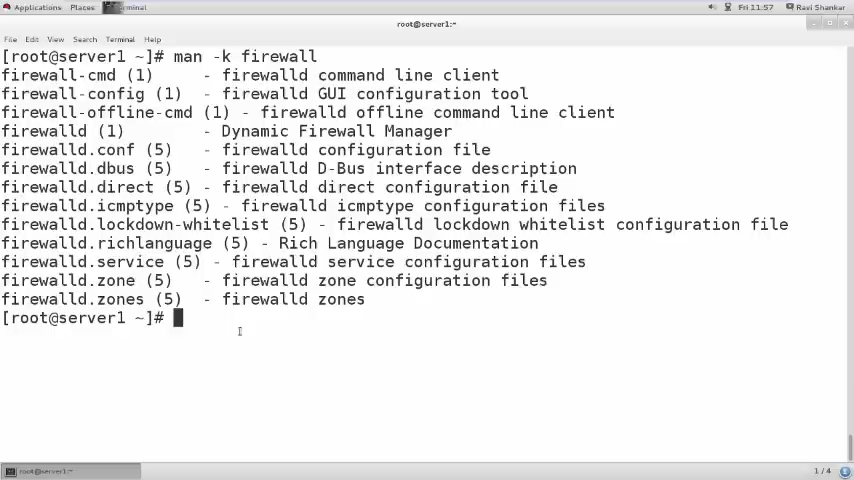 Applications Places Terminal Fri 11:57 Ravi Shankar
root@server1:~
File Edit View Search Terminal Help
[root@server1 ~]# man -k firewall
firewall-cmd (1) - firewalld command line client
firewall-config (1) - firewalld GUI configuration tool
firewall-offline-cmd (1) - firewalld offline command line client
firewalld (1) - Dynamic Firewall Manager
firewalld.conf (5) - firewalld configuration file
firewalld.dbus (5) - firewalld D-Bus interface description
firewalld.direct (5) - firewalld direct configuration file
firewalld.icmptype (5) - firewalld icmptype configuration files
firewalld.lockdown-whitelist (5) - firewalld lockdown whitelist configuration file
firewalld.richlanguage (5) - Rich Language Documentation
firewalld.service (5) - firewalld service configuration files
firewalld.zone (5) - firewalld zone configuration files
firewalld.zones (5) - firewalld zones
[root@server1 ~]#
root@server1:~ 1 / 4